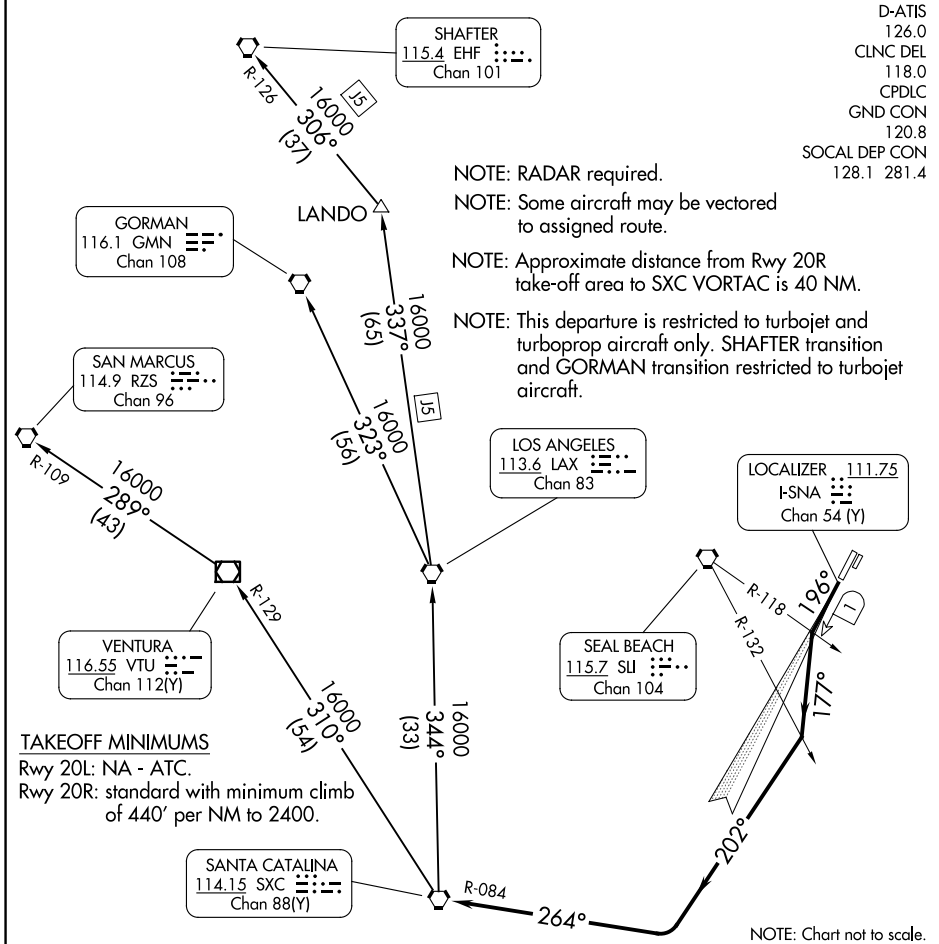 D-ATIS
126.0
CLNC DEL
118.0
CPDLC
GND CON
120.8
SOCAL DEP CON
128.1 281.4
SHAFTER
115.4 EHF
Chan 101
R-126
16000
306°
(37)
J5
LANDO
NOTE: RADAR required.
NOTE: Some aircraft may be vectored
to assigned route.
NOTE: Approximate distance from Rwy 20R
take-off area to SXC VORTAC is 40 NM.
NOTE: This departure is restricted to turbojet and
turboprop aircraft only. SHAFTER transition
and GORMAN transition restricted to turbojet
aircraft.
GORMAN
116.1 GMN
Chan 108
16000
337°
(65)
J5
16000
323°
(56)
SAN MARCUS
114.9 RZS
Chan 96
R-109
16000
289°
(43)
LOS ANGELES
113.6 LAX
Chan 83
LOCALIZER 111.75
I-SNA
Chan 54 (Y)
196°
1
R-118
R-132
177°
SEAL BEACH
115.7 SLI
Chan 104
R-129
VENTURA
116.55 VTU
Chan 112(Y)
16000
310°
(54)
16000
344°
(33)
TAKEOFF MINIMUMS
Rwy 20L: NA - ATC.
Rwy 20R: standard with minimum climb
of 440' per NM to 2400.
202°
SANTA CATALINA
114.15 SXC
Chan 88(Y)
R-084
264°
NOTE: Chart not to scale.